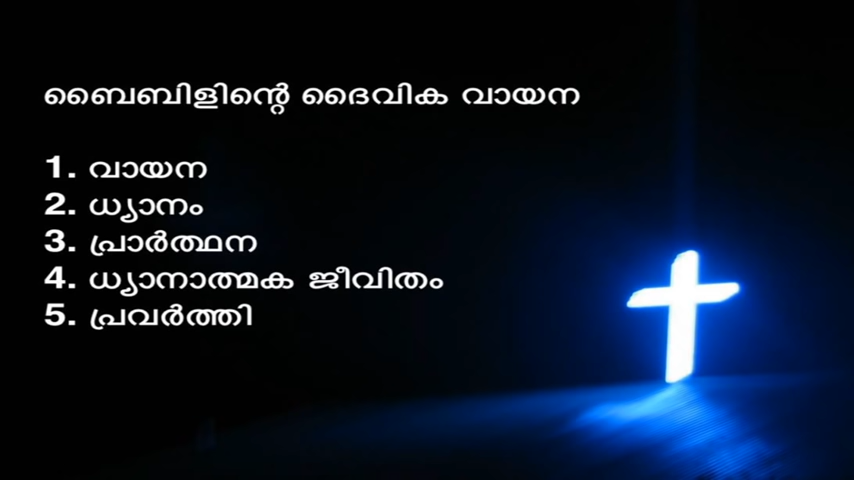 ബൈബിളിന്റെ ദൈവിക വായന
1. വായന
2. ധ്യാനം
3. പ്രാർത്ഥന
4. ധ്യാനാത്മക ജീവിതം
5. പ്രവർത്തി